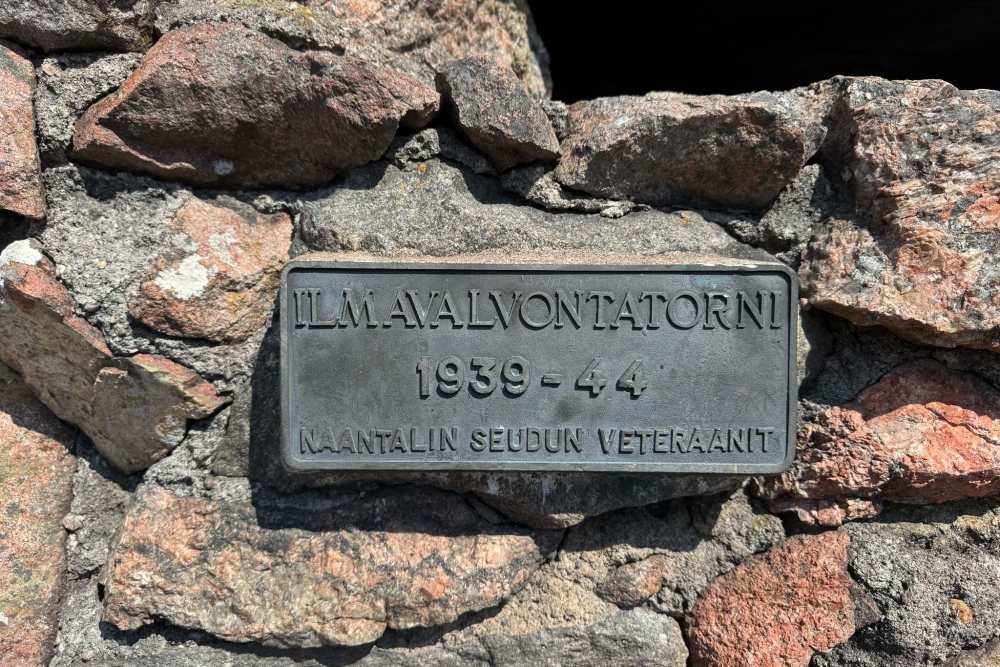 ILMAVALVONTATORNI
1939-44
NAANTALIN SEUDUN VETERAANIT